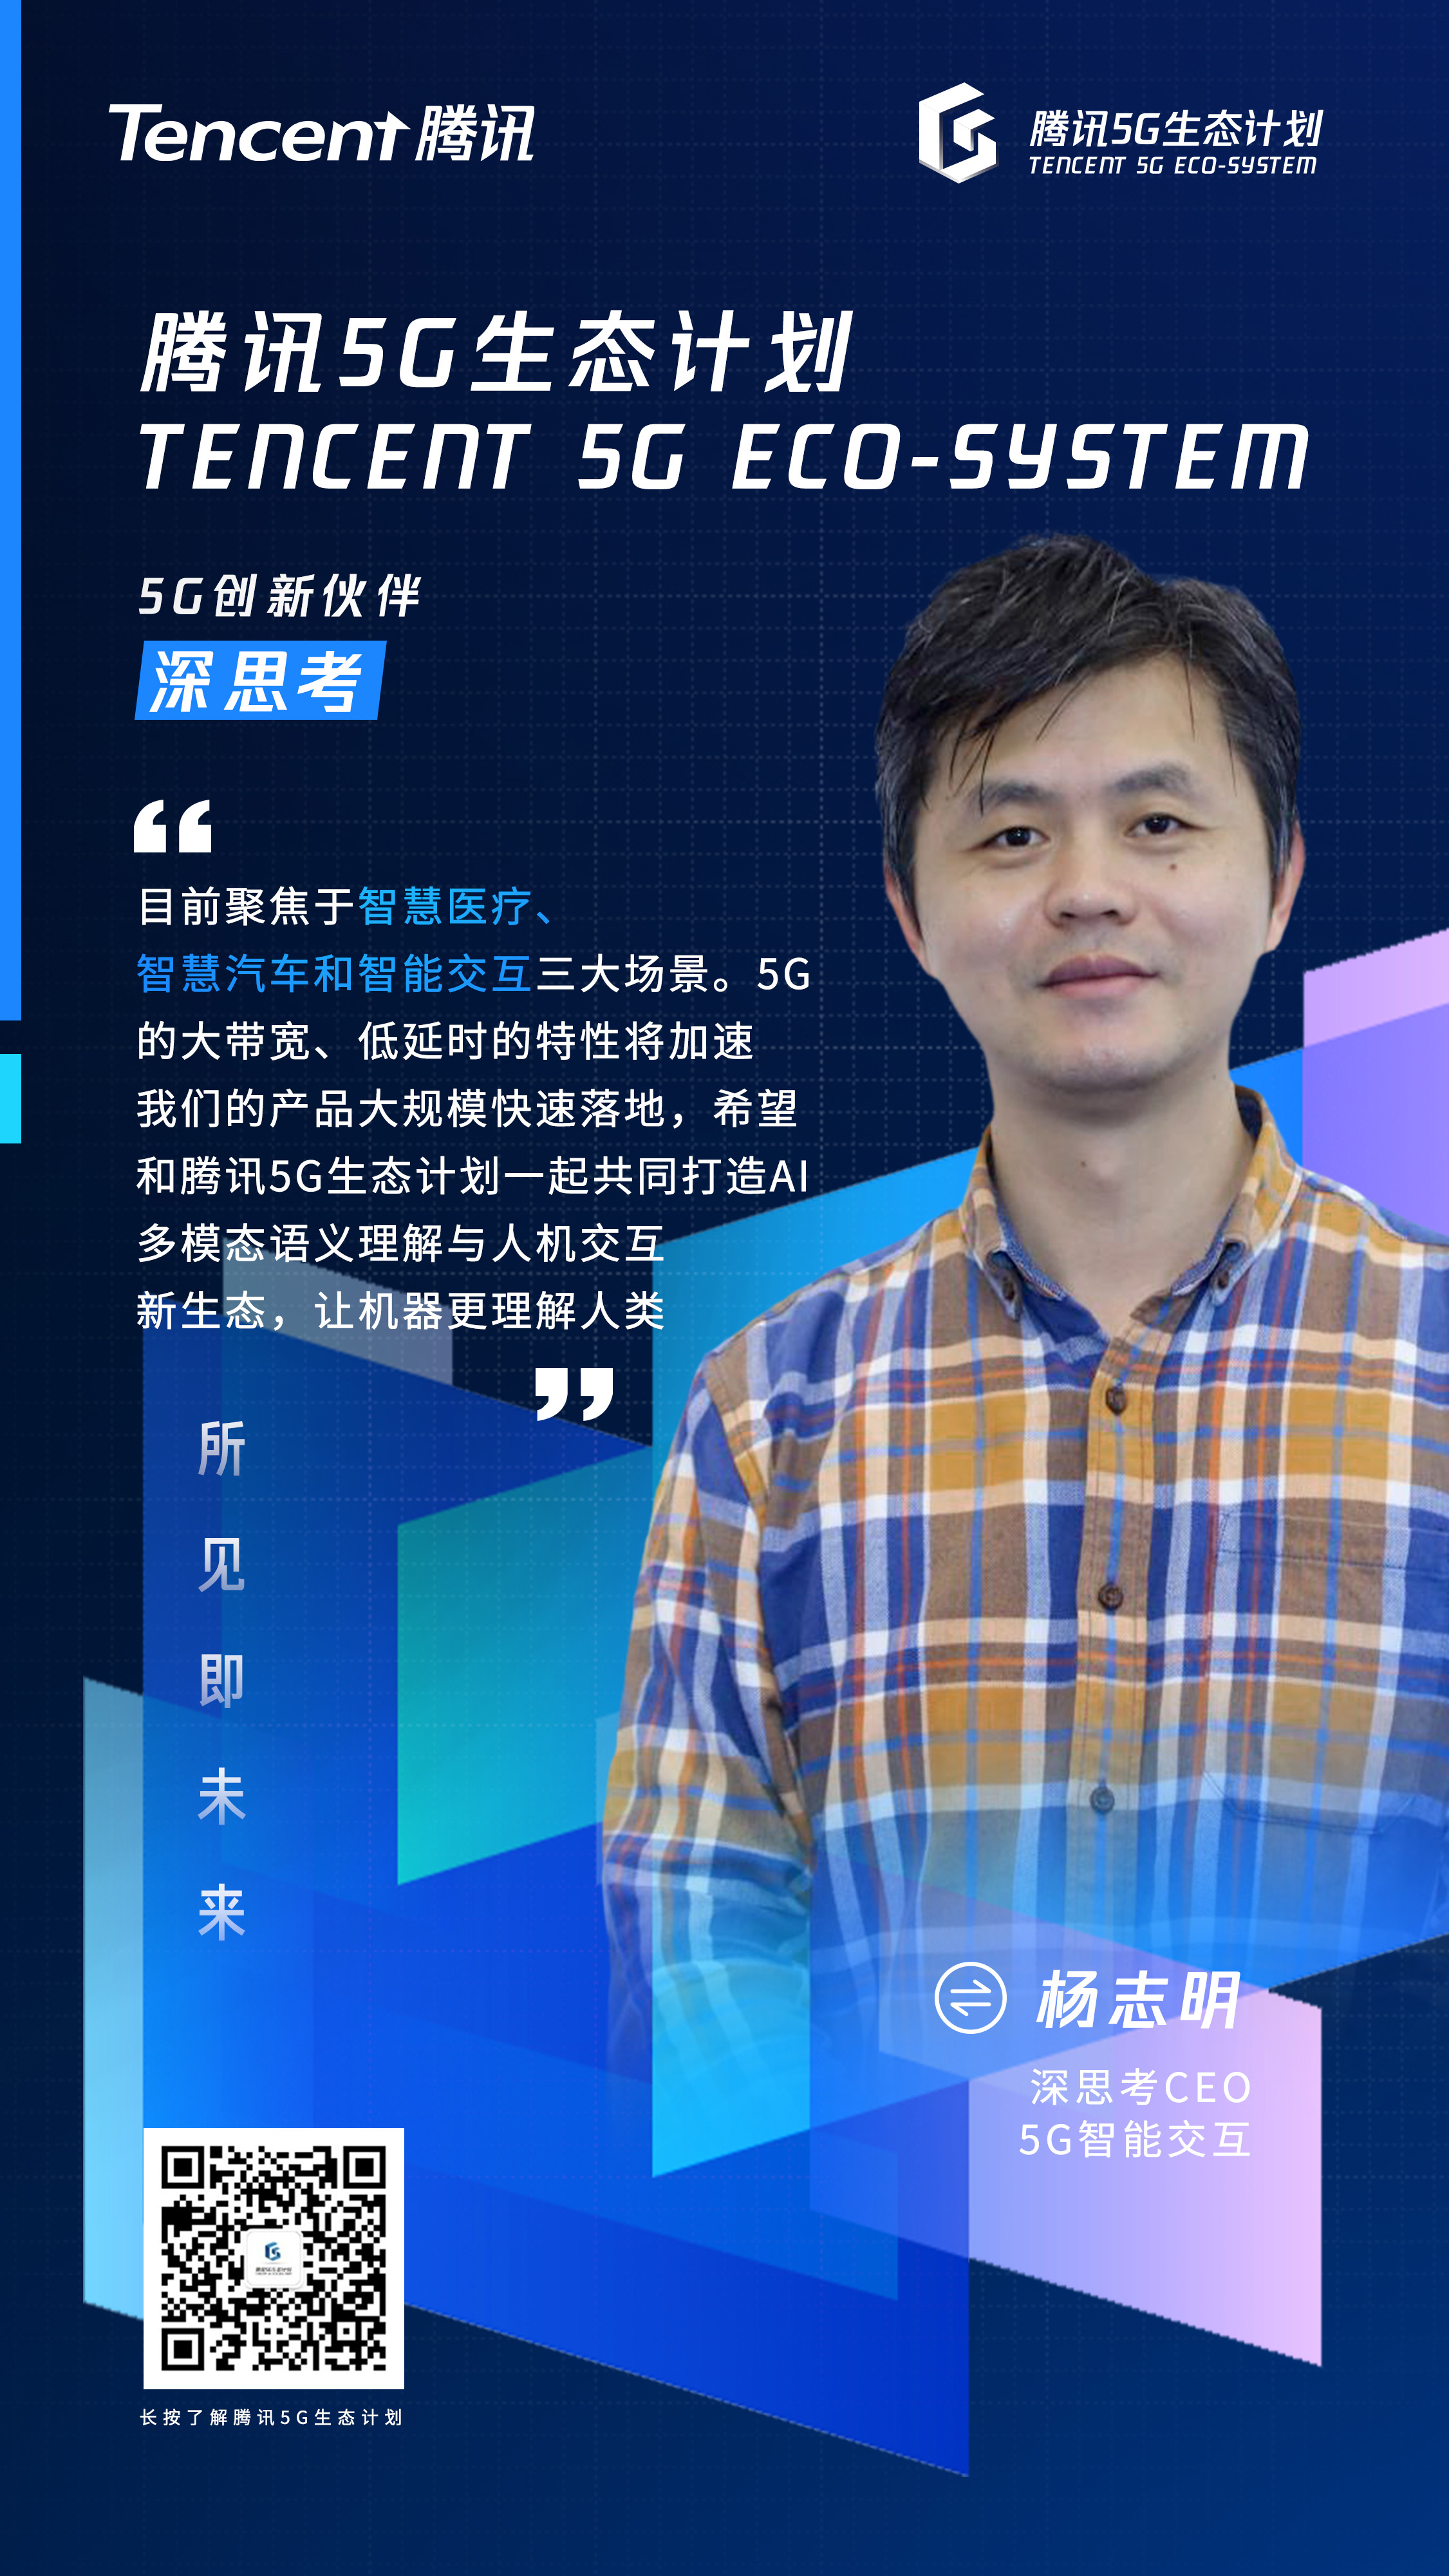 Tencent腾讯
腾讯5G生态计划
TENCENT 5G ECO-SYSTEM
腾讯5G生态计划
TENCENT 5G ECO-SYSTEM
5G创新伙伴
深思考
“
目前聚焦于智慧医疗、
智慧汽车和智能交互三大场景。5G
的大带宽、低延时的特性将加速
我们的产品大规模快速落地，希望
和腾讯5G生态计划一起共同打造AI
多模态语义理解与人机交互
新生态，让机器更理解人类
”
所见即未来
杨志明
深思考CEO
5G智能交互
长按了解腾讯5G生态计划